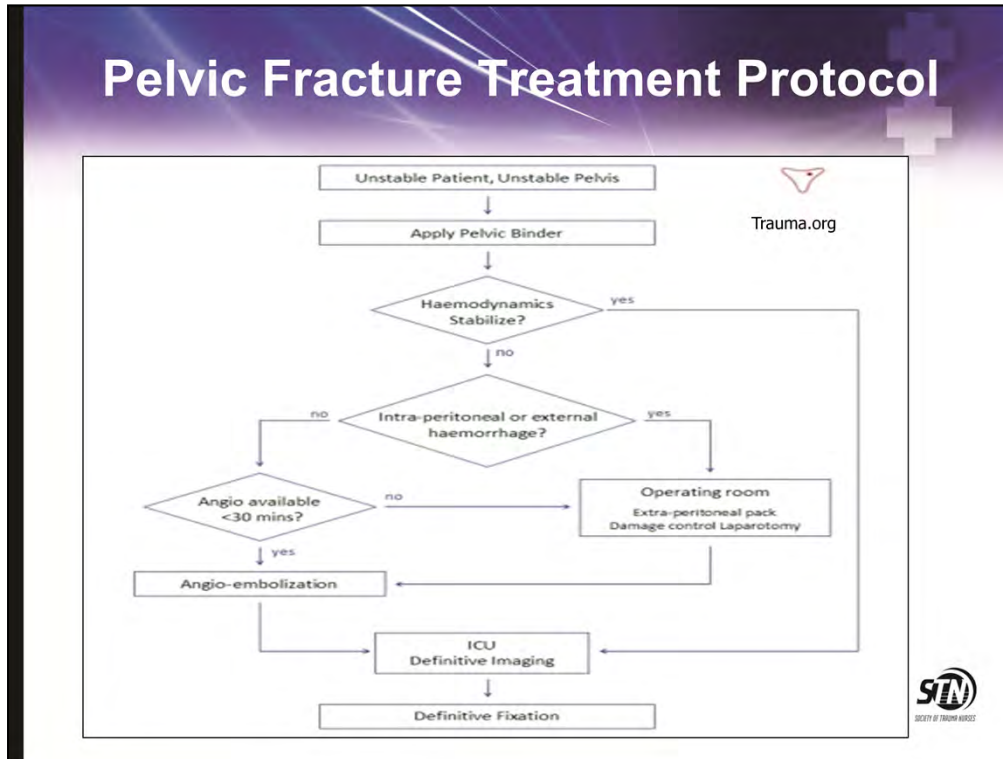 Pelvic Fracture Treatment Protocol
Trauma.org
Unstable Patient, Unstable Pelvis
Apply Pelvic Binder
Haemodynamics
Stabilize?
yes
no
Intra-peritoneal or external
haemorrhage?
no
yes
Angio available
<30 mins?
no
yes
Operating room
Extra-peritoneal pack
Damage control Laparotomy
Angio-embolization
ICU
Definitive Imaging
Definitive Fixation
STN
SOCIETY OF TRAUMA NURSES